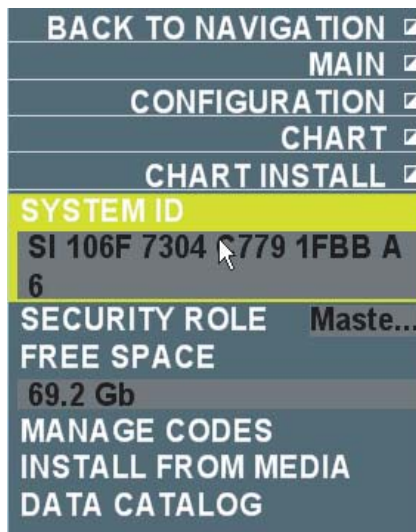 BACK TO NAVIGATION
MAIN
CONFIGURATION
CHART
CHART INSTALL
SYSTEM ID
SI 106F 7304 1FBB A
6
SECURITY ROLE Maste...
FREE SPACE
69.2 Gb
MANAGE CODES
INSTALL FROM MEDIA
DATA CATALOG